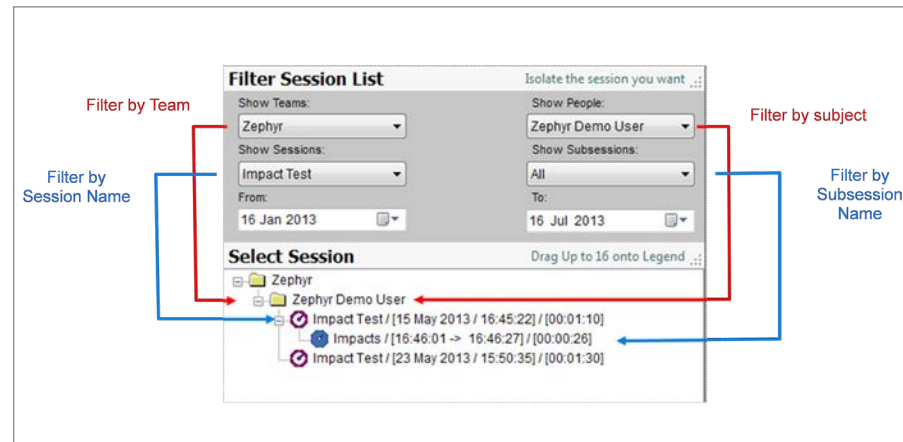 Filter Session List
Isolate the session you want
Filter by Team
Show Teams:
Show People:
Filter by subject
Zephyr
Zephyr Demo User
Show Sessions:
Show Subsessions:
Filter by
Session Name
Impact Test
All
Filter by
Subsession
Name
From:
To:
16 Jan 2013
16 Jul 2013
Select Session
Drag Up to 16 onto Legend
Zephyr
Zephyr Demo User
Impact Test / [15 May 2013 / 16:45:22] / [00:01:10]
Impacts / [16:46:01 -> 16:46:27] / [00:00:26]
Impact Test / [23 May 2013 / 15:50:35] / [00:01:30]